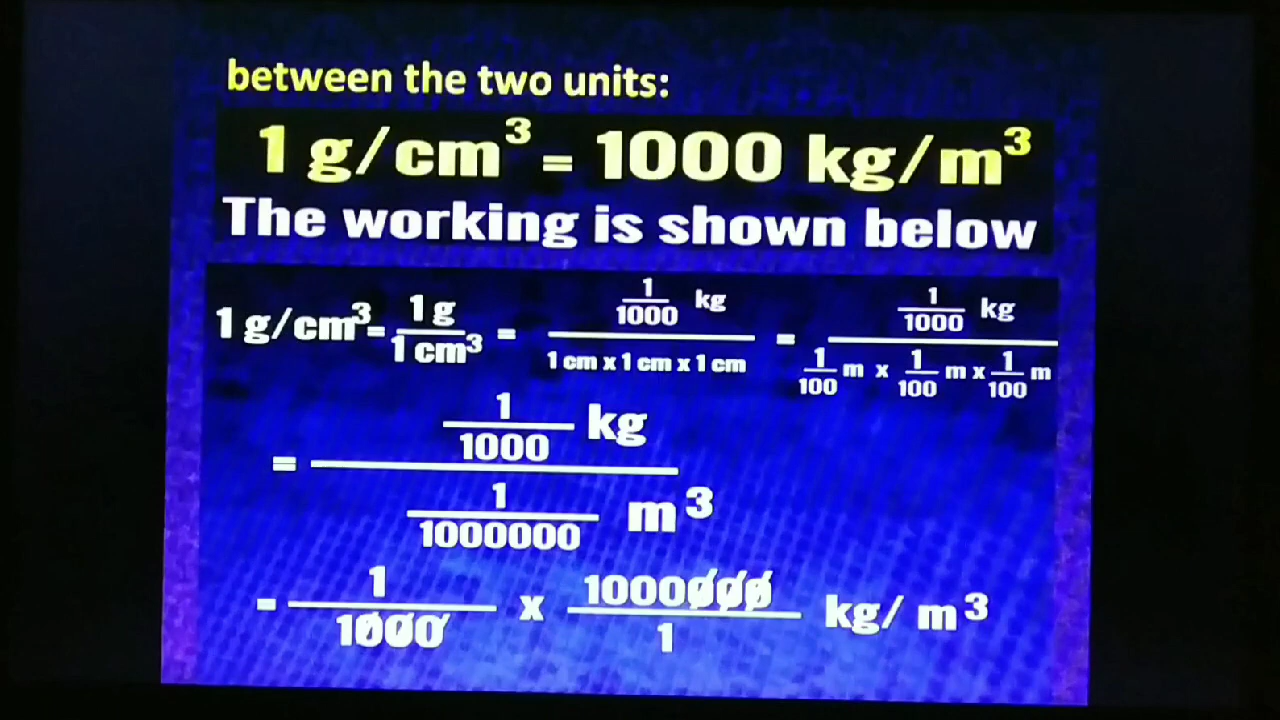 between the two units:
1 g/cm³ = 1000 kg/m³
The working is shown below
1 g/cm³ = 1 g / 1 cm³ = 1/1000 kg / 1 cm x 1 cm x 1 cm = 1/1000 kg / 1/100 m x 1/100 m x 1/100 m
= 1/1000 kg / 1/1000000 m³
= 1/1000 x 1000000/1 kg/ m³